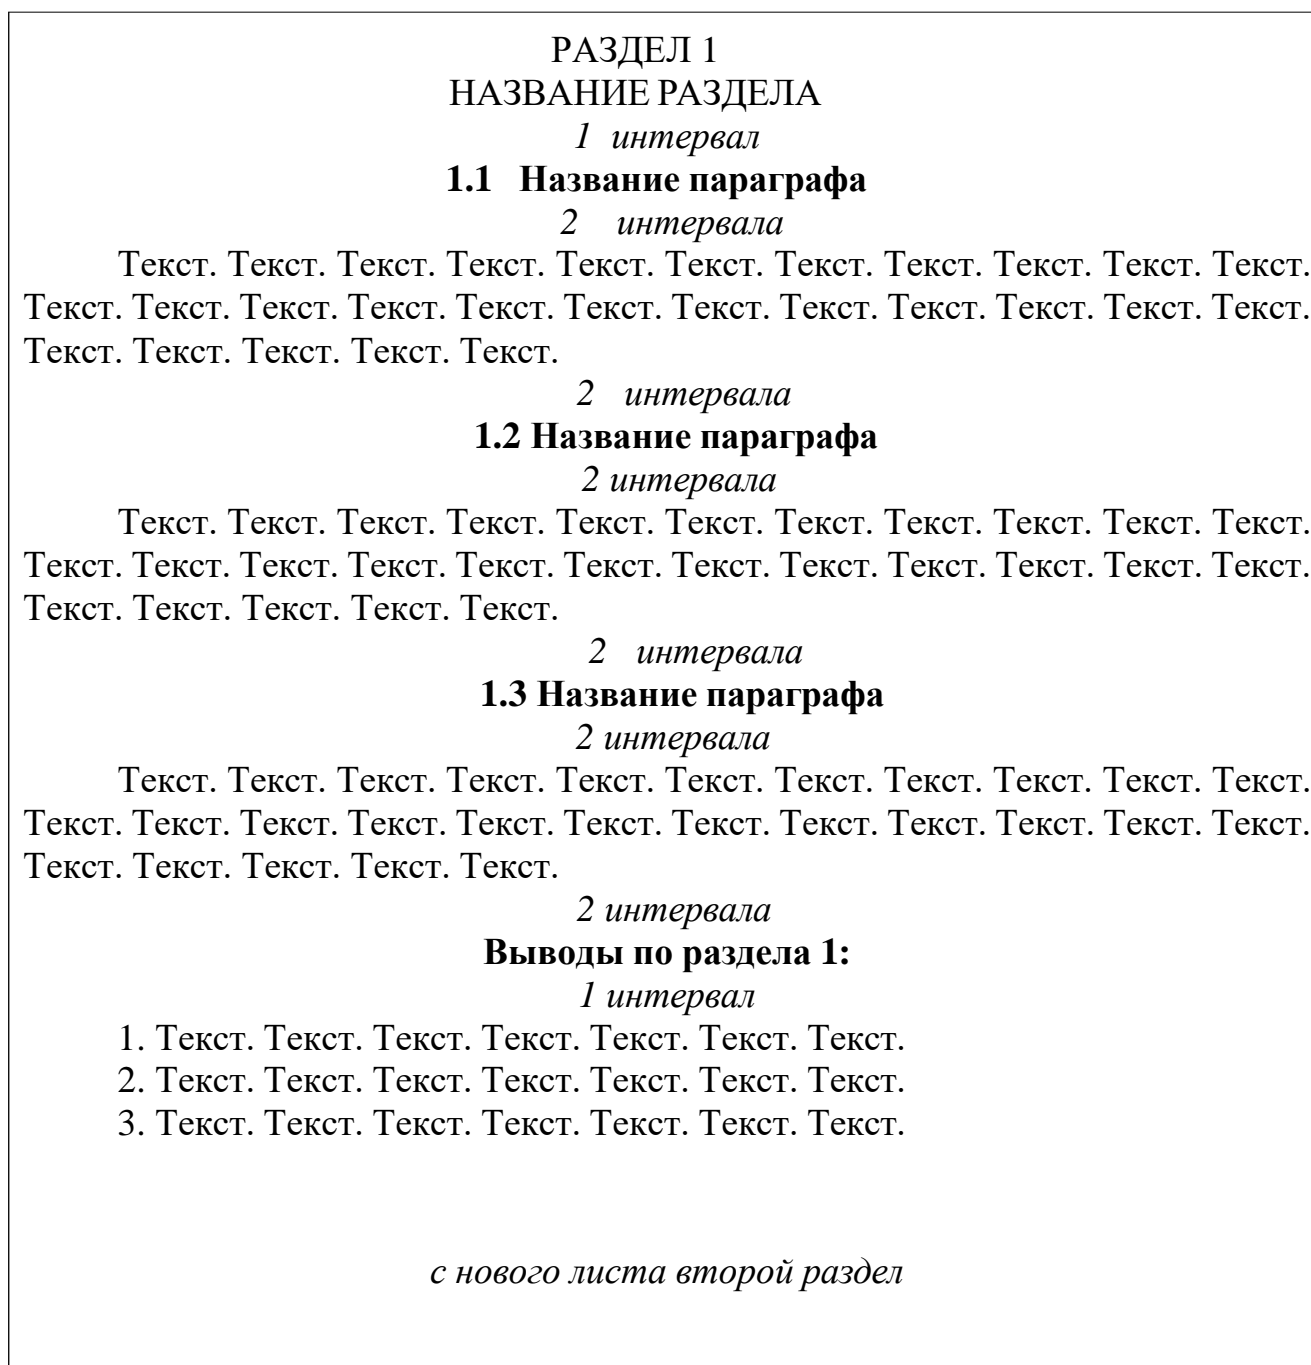 РАЗДЕЛ 1
НАЗВАНИЕ РАЗДЕЛА
1 интервал
1.1 Название параграфа
2 интервала
Текст. Текст. Текст. Текст. Текст. Текст. Текст. Текст. Текст. Текст. Текст.
Текст. Текст. Текст. Текст. Текст. Текст. Текст. Текст. Текст. Текст. Текст. Текст.
Текст. Текст. Текст. Текст. Текст.
2 интервала
1.2 Название параграфа
2 интервала
Текст. Текст. Текст. Текст. Текст. Текст. Текст. Текст. Текст. Текст. Текст.
Текст. Текст. Текст. Текст. Текст. Текст. Текст. Текст. Текст. Текст. Текст. Текст.
Текст. Текст. Текст. Текст. Текст.
2 интервала
1.3 Название параграфа
2 интервала
Текст. Текст. Текст. Текст. Текст. Текст. Текст. Текст. Текст. Текст. Текст.
Текст. Текст. Текст. Текст. Текст. Текст. Текст. Текст. Текст. Текст. Текст. Текст.
Текст. Текст. Текст. Текст. Текст.
2 интервала
Выводы по раздела 1:
1 интервал
1. Текст. Текст. Текст. Текст. Текст. Текст. Текст.
2. Текст. Текст. Текст. Текст. Текст. Текст. Текст.
3. Текст. Текст. Текст. Текст. Текст. Текст. Текст.
с нового листа второй раздел